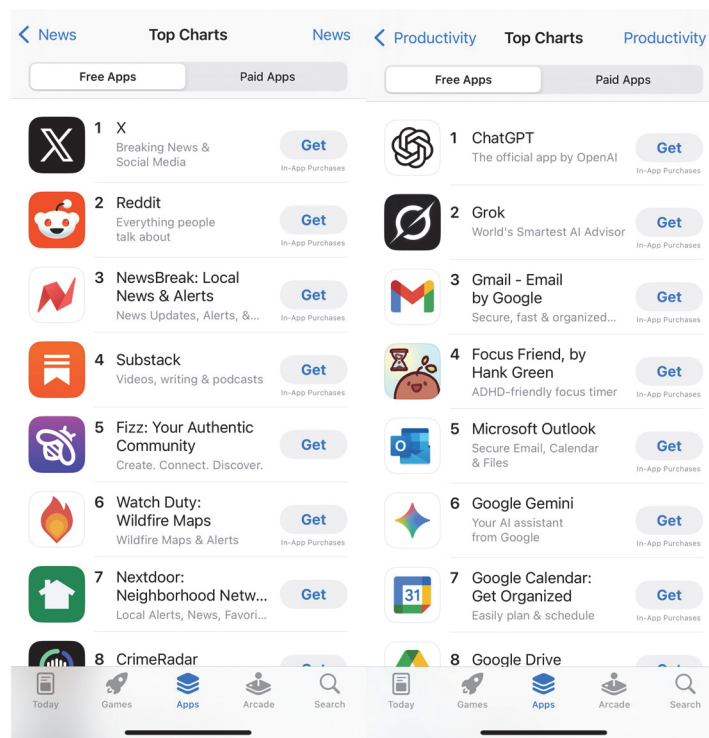 News
Top Charts
News
Free Apps
Paid Apps
1 X
Breaking News &
Social Media
Get
In-App Purchases
2 Reddit
Everything people
talk about
Get
In-App Purchases
3 NewsBreak: Local
News & Alerts
News Updates, Alerts, &...
Get
In-App Purchases
4 Substack
Videos, writing & podcasts
Get
In-App Purchases
5 Fizz: Your Authentic
Community
Create. Connect. Discover.
Get
6 Watch Duty:
Wildfire Maps
Wildfire Maps & Alerts
Get
In-App Purchases
7 Nextdoor:
Neighborhood Netw...
Local Alerts, News, Favori...
Get
8 CrimeRadar
Today
Games
Apps
Arcade
Search
Productivity
Top Charts
Productivity
Free Apps
Paid Apps
1 ChatGPT
The official app by OpenAI
Get
In-App Purchases
2 Grok
World's Smartest AI Advisor
Get
In-App Purchases
3 Gmail - Email
by Google
Secure, fast & organized...
Get
In-App Purchases
4 Focus Friend, by
Hank Green
ADHD-friendly focus timer
Get
In-App Purchases
5 Microsoft Outlook
Secure Email, Calendar
& Files
Get
In-App Purchases
6 Google Gemini
Your AI assistant
from Google
Get
In-App Purchases
31
7 Google Calendar:
Get Organized
Easily plan & schedule
Get
In-App Purchases
8 Google Drive
Today
Games
Apps
Arcade
Search